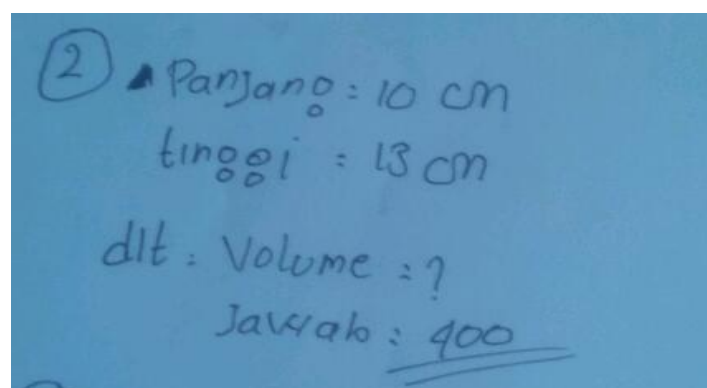 ② Panjang : 10 cm
tinggi : 13 cm
dIt : Volume : ?
Jawab : 400